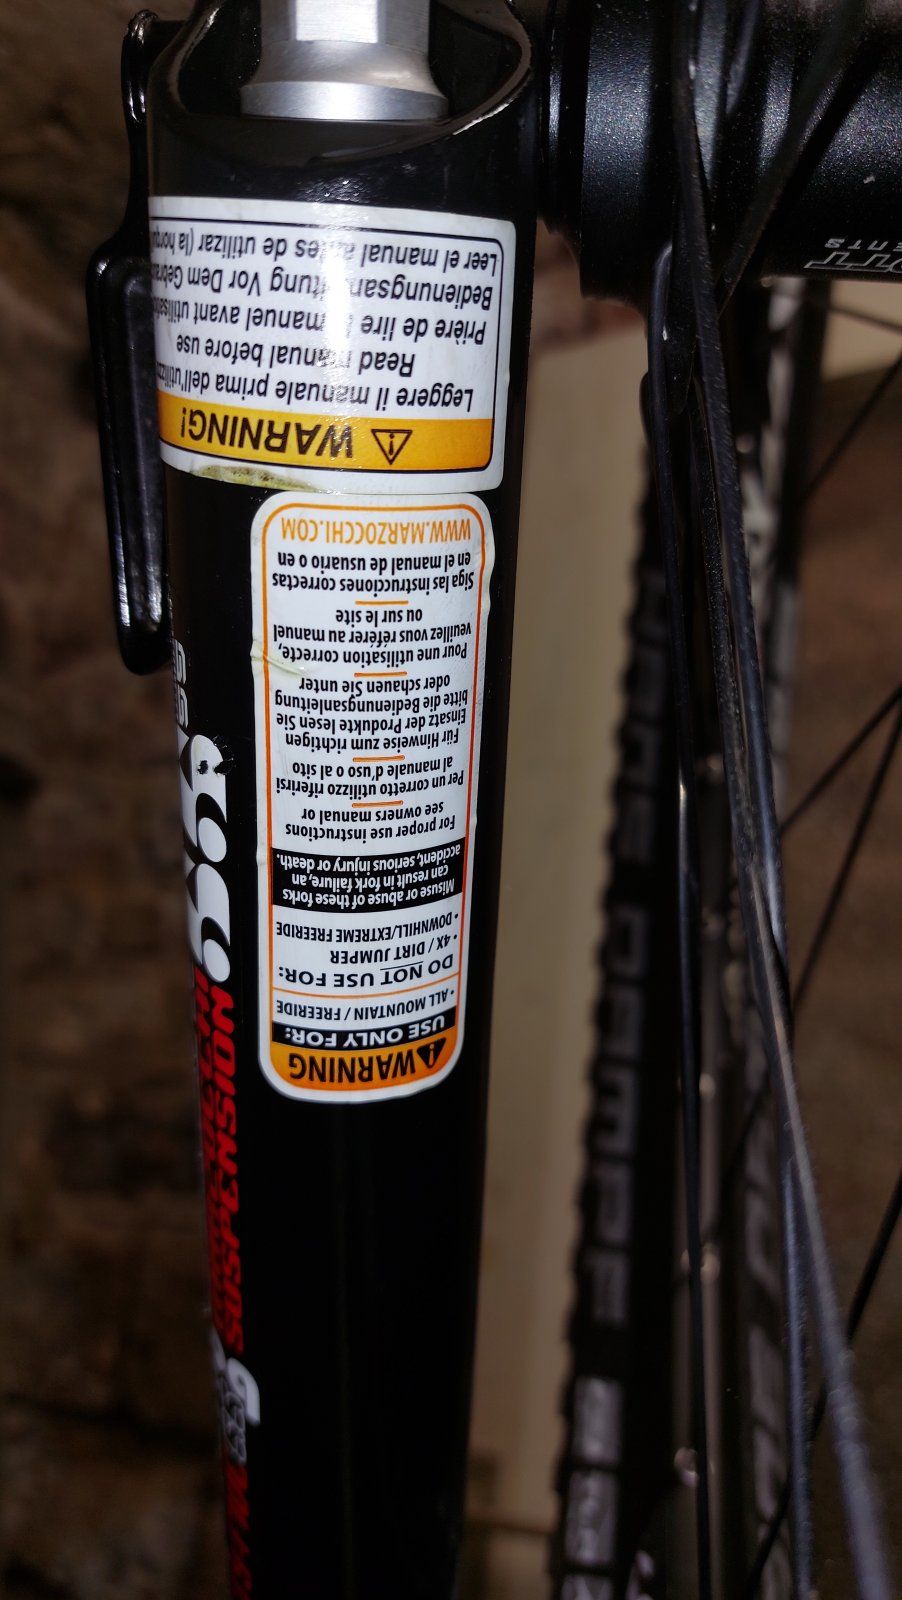 HANS DAMPF
SUSPENSION
WARNING
USE ONLY FOR:
• ALL MOUNTAIN / FREERIDE
DO NOT USE FOR:
• 4X / DIRT JUMPER
• DOWNHILL/EXTREME FREERIDE
Misuse or abuse of these forks
can result in fork failure, an
accident, serious injury or death.
For proper use instructions
see owners manual or
Per un corretto utilizzo riferirsi
al manuale d'uso o al sito
Für Hinweise zum richtigen
Einsatz der Produkte lesen Sie
bitte die Bedienungsanleitung
oder schauen Sie unter
Pour une utilisation correcte,
veuillez vous référer au manuel
ou sur le site
Siga las instrucciones correctas
en el manual de usuario o en
WWW.MARZOCCHI.COM
WARNING!
Leggere il manuale prima
Read manual before use
Prière de lire le manuel avant
Bedienungsanleitung Vor Dem
Leer el manual antes de utilizar (la